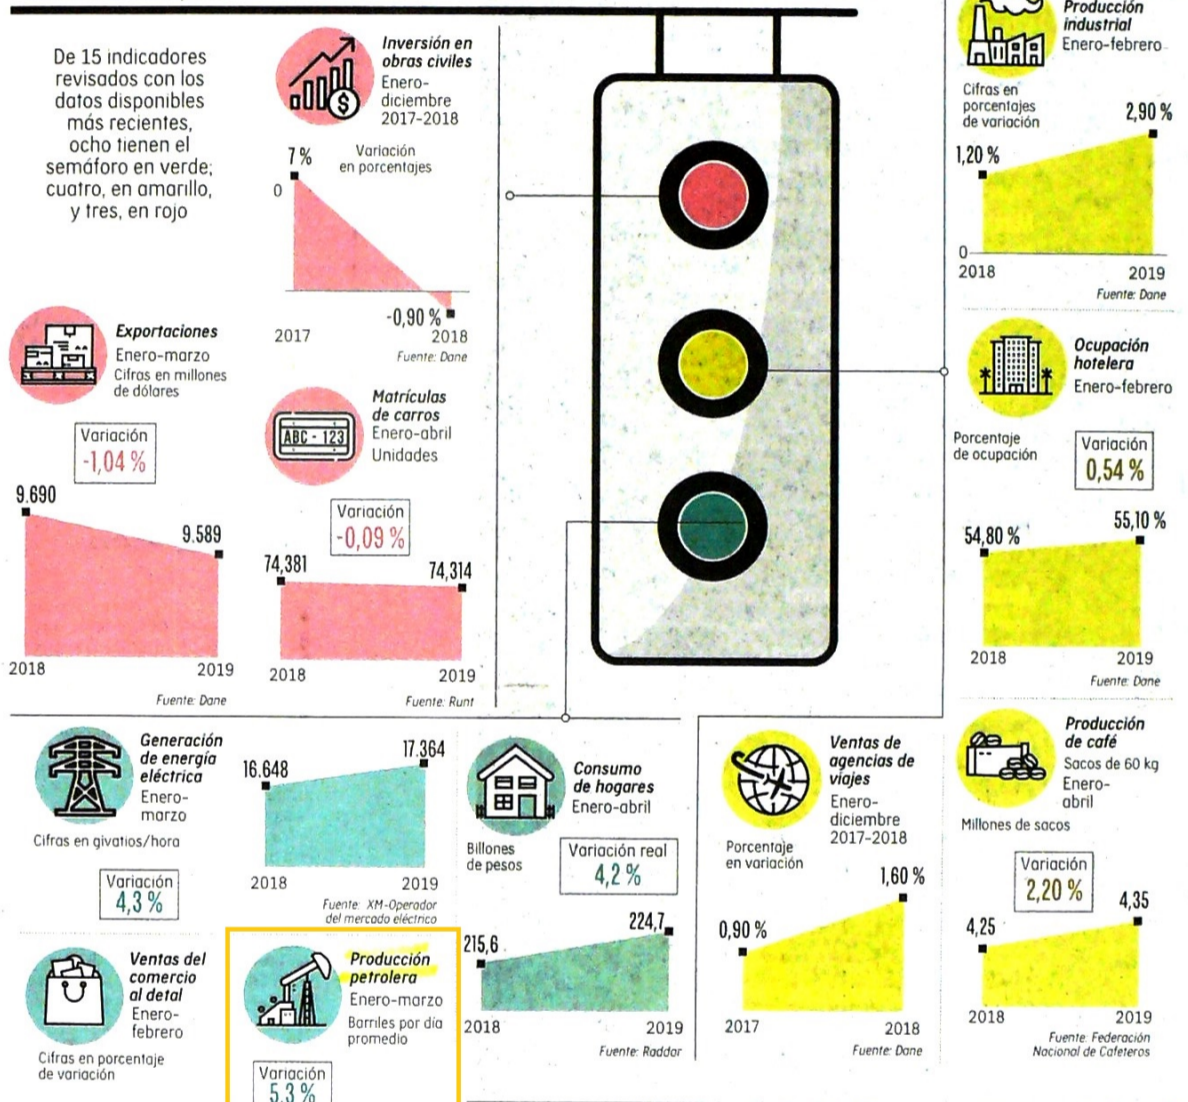 De 15 indicadores
revisados con los
datos disponibles
más recientes,
ocho tienen el
semáforo en verde;
cuatro, en amarillo,
y tres, en rojo
Inversión en
obras civiles
Enero-
diciembre
2017-2018
Variación
en porcentajes
7 %
0
-0,90 %
2017
2018
Fuente: Dane
Exportaciones
Enero-marzo
Cifras en millones
de dólares
Variación
-1,04 %
9.690
9.589
2018
2019
Fuente: Dane
Matrículas
de carros
Enero-abril
Unidades
ABC - 123
Variación
-0,09 %
74,381
74,314
2018
2019
Fuente: Runt
Producción
industrial
Enero-febrero
Cifras en
porcentajes
de variación
1,20 %
2,90 %
0
2018
2019
Fuente: Dane
Ocupación
hotelera
Enero-febrero
Porcentaje
de ocupación
Variación
0,54 %
54,80 %
55,10 %
2018
2019
Fuente: Dane
Generación
de energía
eléctrica
Enero-
marzo
Cifras en givatios/hora
Variación
4,3 %
16.648
17.364
2018
2019
Fuente: XM-Operador
del mercado eléctrico
Consumo
de hogares
Enero-abril
Billones
de pesos
Variación real
4,2 %
215,6
224,7
2018
2019
Fuente: Raddar
Ventas de
agencias de
viajes
Enero-
diciembre
2017-2018
Porcentaje
en variación
0,90 %
1,60 %
2017
2018
Fuente: Dane
Producción
de café
Sacos de 60 kg
Enero-
abril
Millones de sacos
Variación
2,20 %
4,25
4,35
2018
2019
Fuente: Federación
Nacional de Cafeteros
Ventas del
comercio
al detal
Enero-
febrero
Cifras en porcentaje
de variación
Producción
petrolera
Enero-marzo
Barriles por día
promedio
Variación
5,3 %